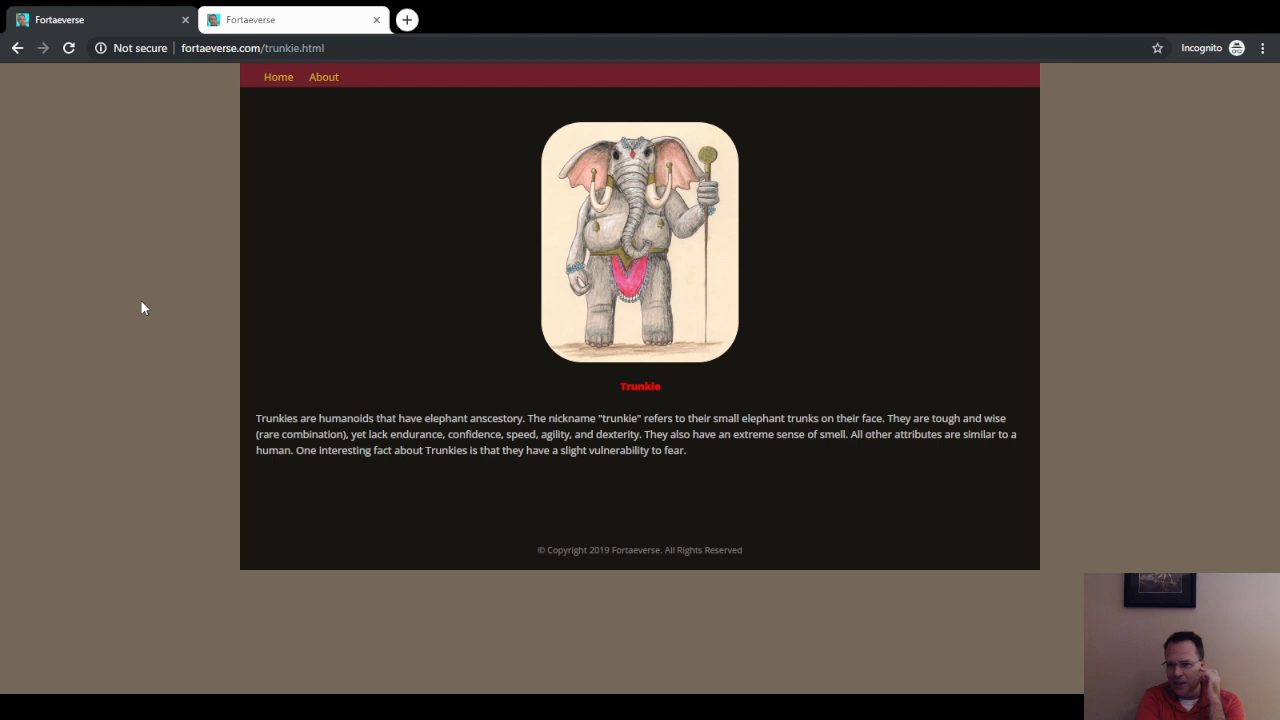 Fortaeverse
Fortaeverse
Not secure fortaeverse.com/trunkie.html
Incognito
Home About
Trunkie
Trunkies are humanoids that have elephant anscestory. The nickname "trunkie" refers to their small elephant trunks on their face. They are tough and wise
(rare combination), yet lack endurance, confidence, speed, agility, and dexterity. They also have an extreme sense of smell. All other attributes are similar to a
human. One interesting fact about Trunkies is that they have a slight vulnerability to fear.
© Copyright 2019 Fortaeverse. All Rights Reserved